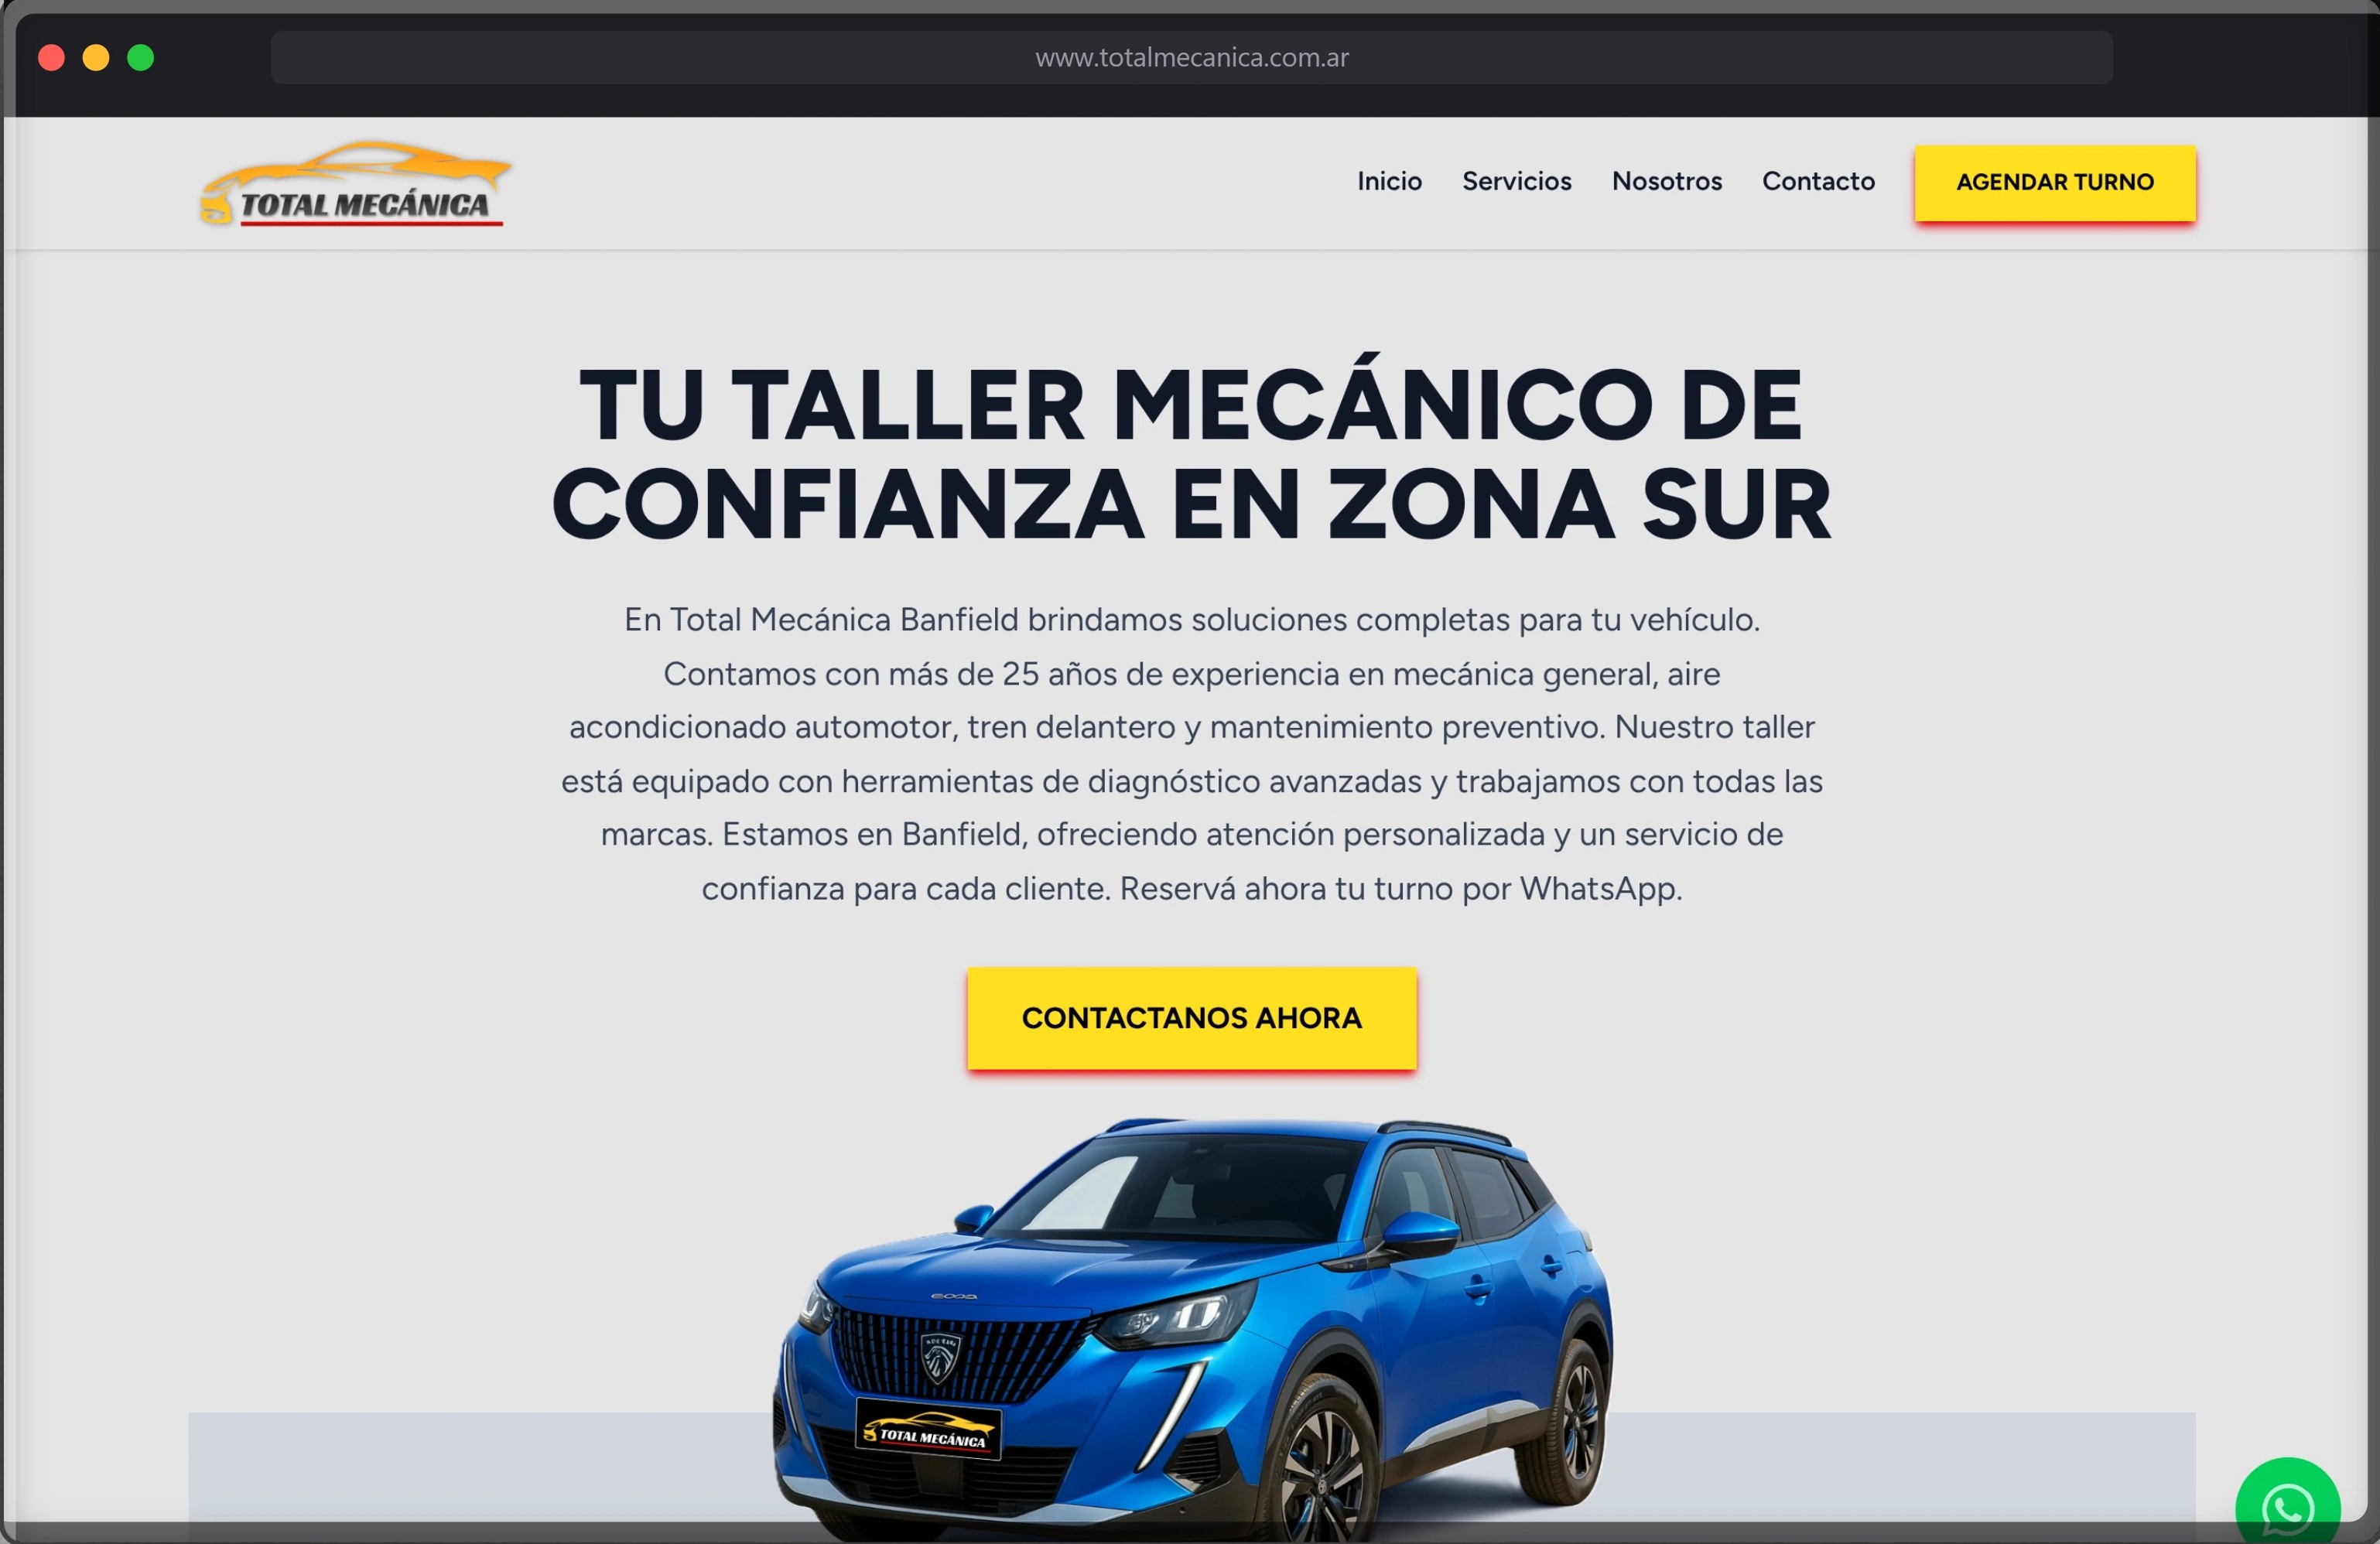 www.totalmecanica.com.ar
TOTAL MECÁNICA
Inicio Servicios Nosotros Contacto AGENDAR TURNO
TU TALLER MECÁNICO DE
CONFIANZA EN ZONA SUR
En Total Mecánica Banfield brindamos soluciones completas para tu vehículo.
Contamos con más de 25 años de experiencia en mecánica general, aire
acondicionado automotor, tren delantero y mantenimiento preventivo. Nuestro taller
está equipado con herramientas de diagnóstico avanzadas y trabajamos con todas las
marcas. Estamos en Banfield, ofreciendo atención personalizada y un servicio de
confianza para cada cliente. Reservá ahora tu turno por WhatsApp.
CONTACTANOS AHORA
TOTAL MECÁNICA